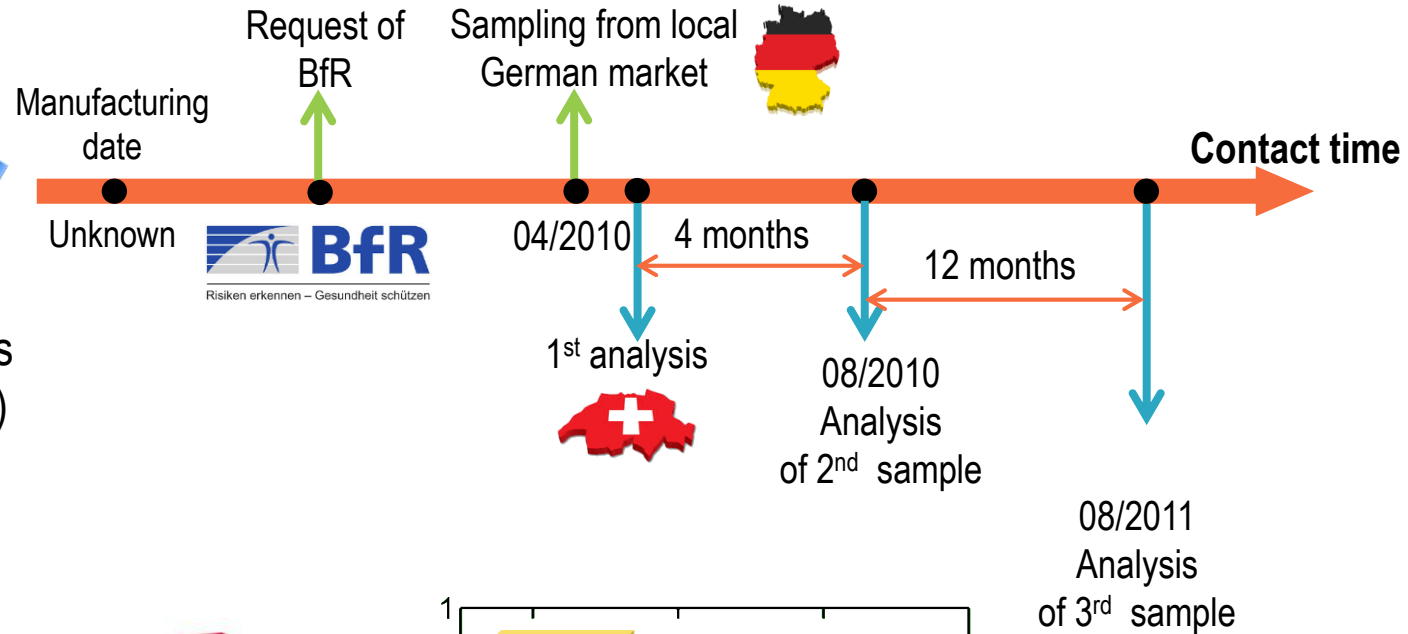 Request of
BfR
Sampling from local
German market
Manufacturing
date
Contact time
Unknown
BfR
Risiken erkennen – Gesundheit schützen
04/2010
4 months
12 months
1st analysis
08/2010
Analysis
of 2nd sample
s
)
08/2011
Analysis
of 3rd sample
1